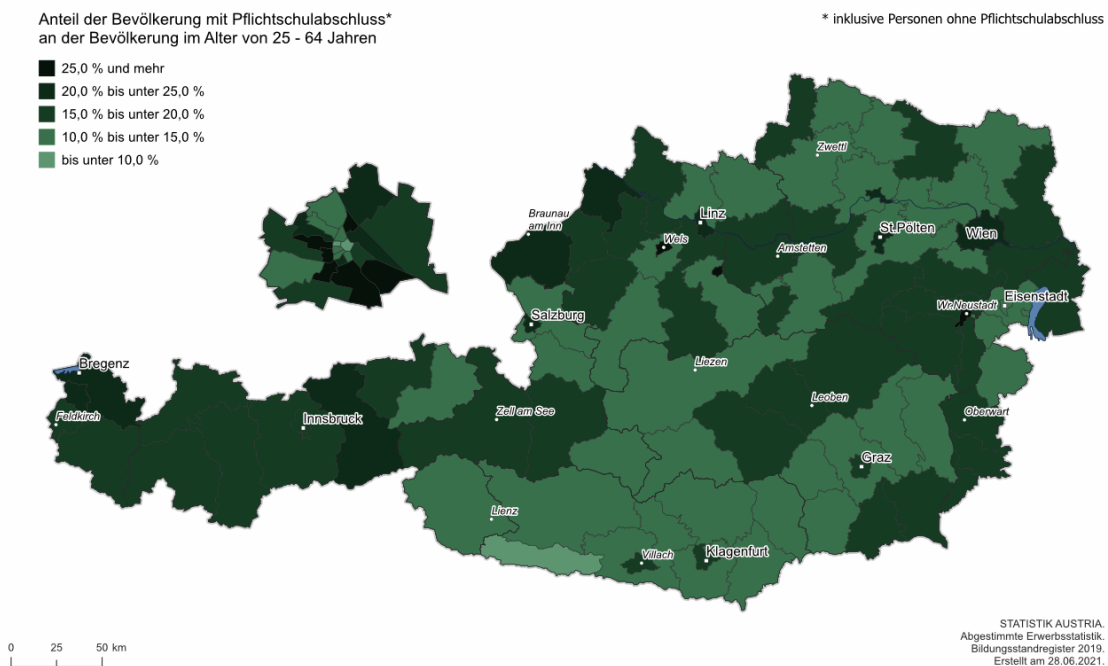 Anteil der Bevölkerung mit Pflichtschulabschluss*
an der Bevölkerung im Alter von 25 - 64 Jahren
* inklusive Personen ohne Pflichtschulabschluss
25,0 % und mehr
20,0 % bis unter 25,0 %
15,0 % bis unter 20,0 %
10,0 % bis unter 15,0 %
bis unter 10,0 %
Zwettl
Braunau
am Inn
Linz
Wels
St.Pölten
Wien
Amstetten
Salzburg
Wr.Neustadt
Eisenstadt
Bregenz
Liezen
Feldkirch
Innsbruck
Zell am See
Leoben
Oberwart
Graz
Lienz
Villach
Klagenfurt
0 25 50 km
STATISTIK AUSTRIA.
Abgestimmte Erwerbsstatistik.
Bildungsstandregister 2019.
Erstellt am 28.06.2021.